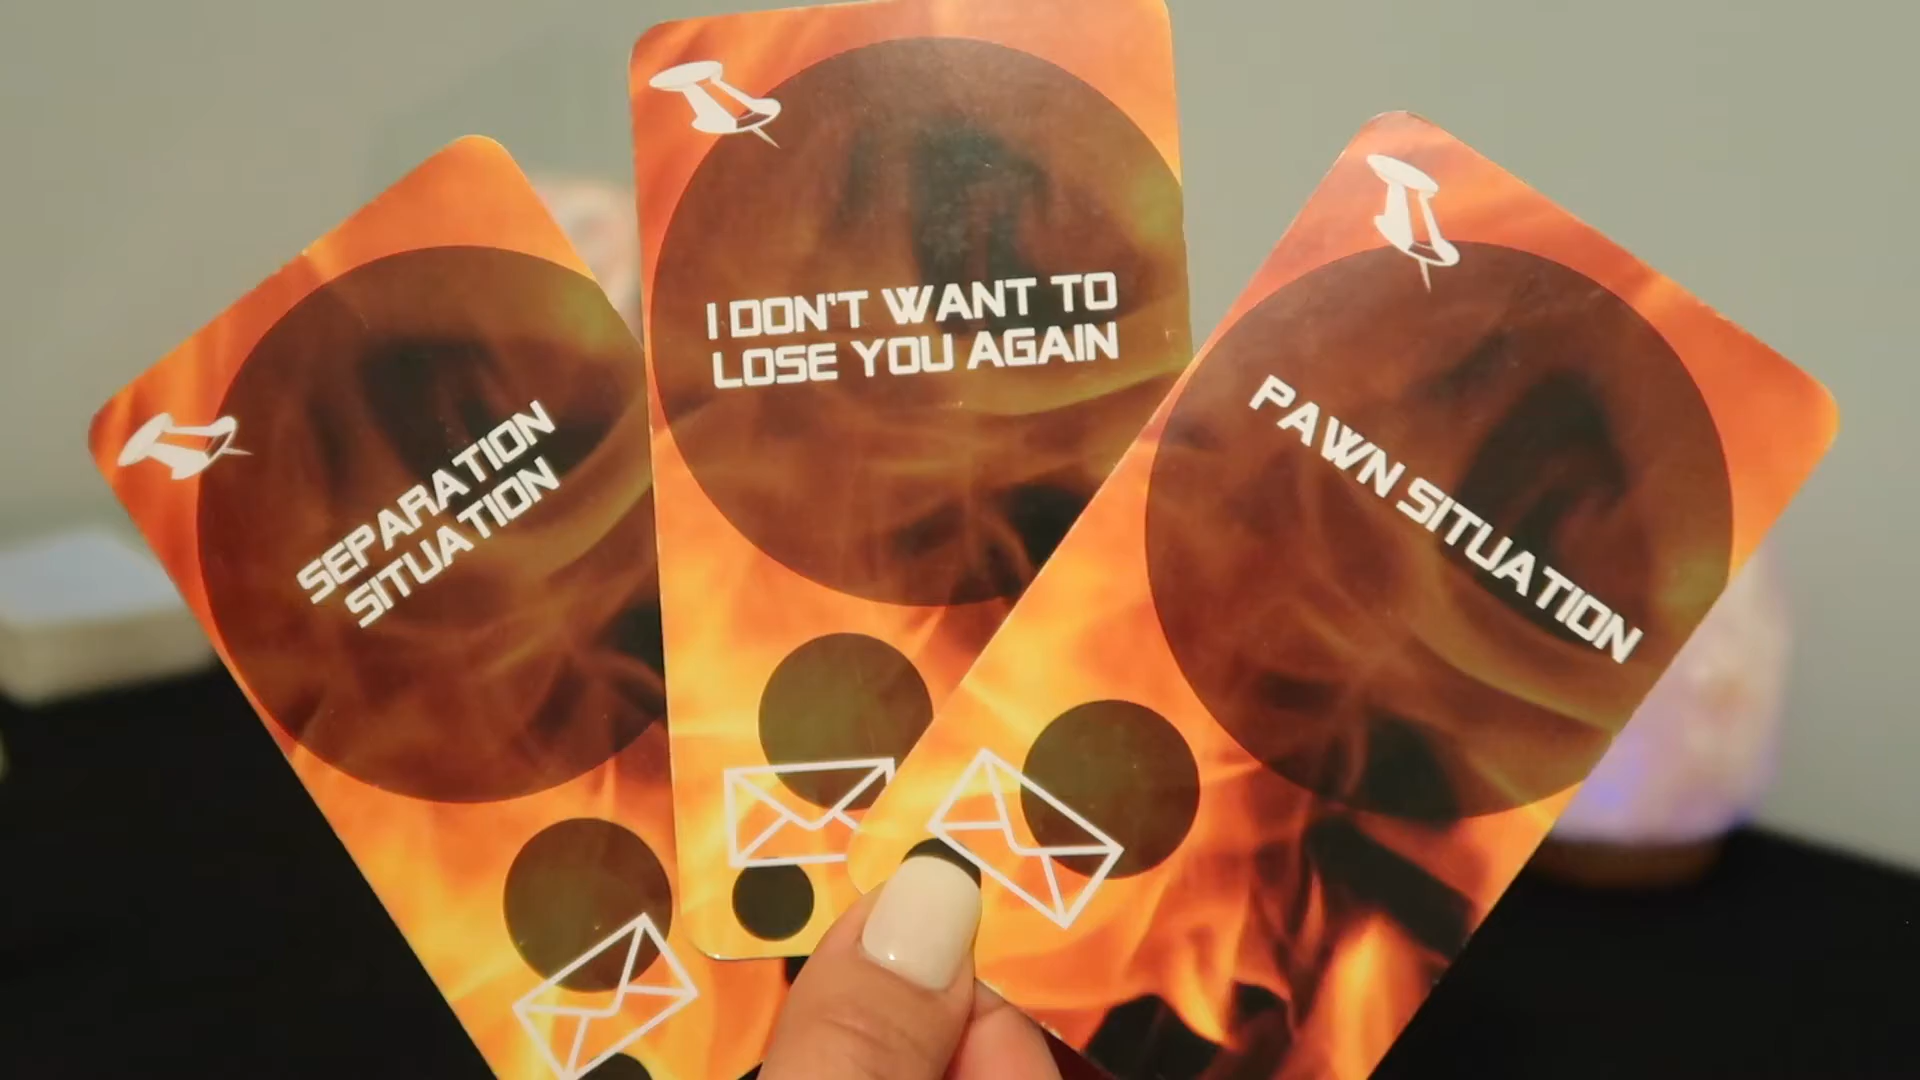 SEPARATION
SITUATION
I DON'T WANT TO
LOSE YOU AGAIN
PAWN SITUATION